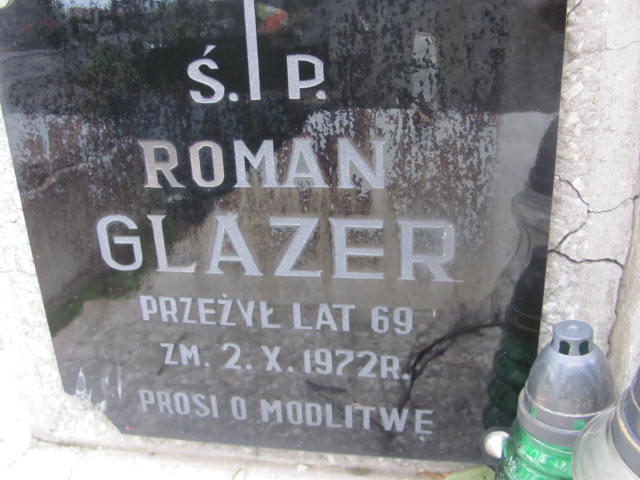 Ś. P.
ROMAN
GLAZER
PRZEŻYŁ LAT 69
ZM. 2. X. 1972R.
PROSI O MODLITWĘ